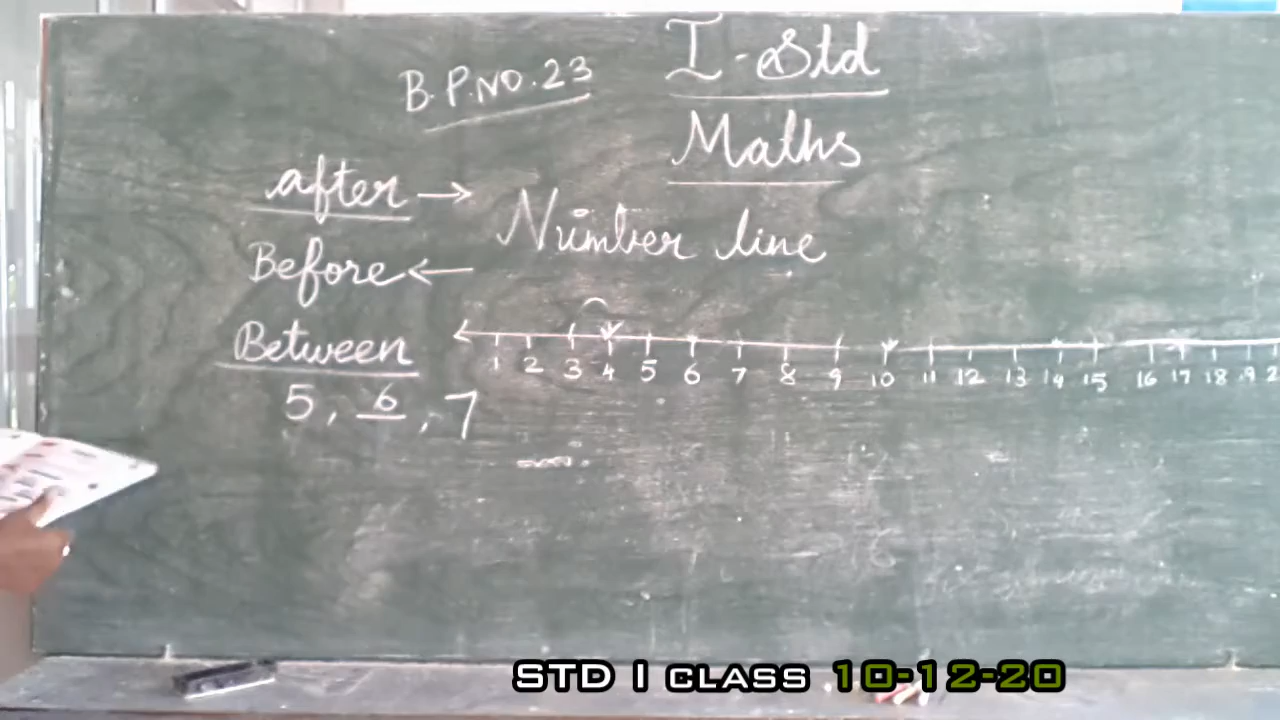 I - Std
B.P.NO.23
Maths
after →
Number line
Before ←
Between
5, 6, 7
1 2 3 4 5 6 7 8 9 10 11 12 13 14 15 16 17 18 19 2
STD I CLASS 10-12-20